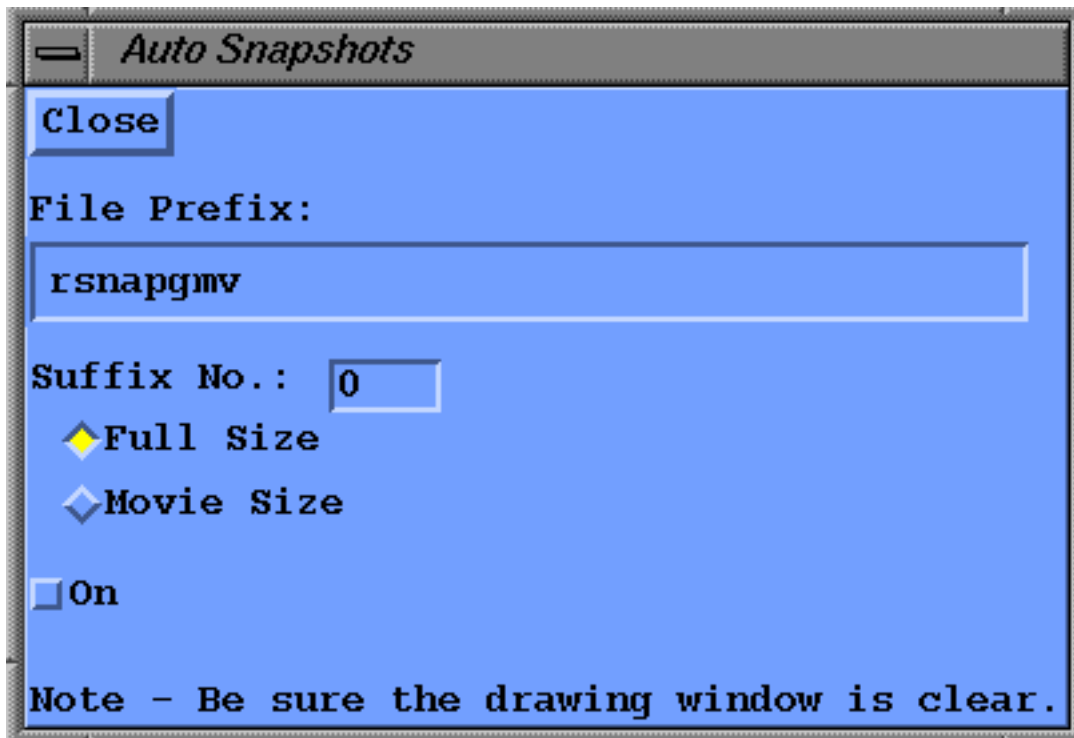 Auto Snapshots
Close
File Prefix:
rsnapgmv
Suffix No.: 0
Full Size
Movie Size
On
Note - Be sure the drawing window is clear.